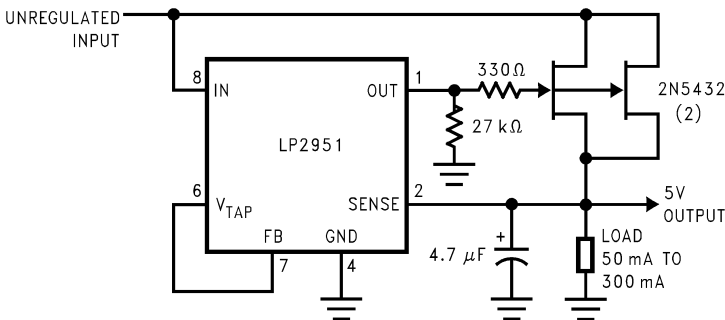 UNREGULATED
INPUT
8
IN
OUT
1
330Ω
2N5432
(2)
27 kΩ
LP2951
6
VTAP
SENSE
2
5V
OUTPUT
FB
GND
7
4
+
4.7 μF
LOAD
50 mA TO
300 mA